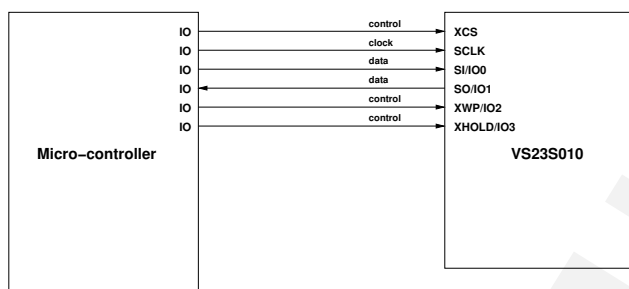 IO control XCS
IO clock SCLK
IO data SI/IO0
IO data SO/IO1
IO control XWP/IO2
IO control XHOLD/IO3
Micro−controller VS23S010